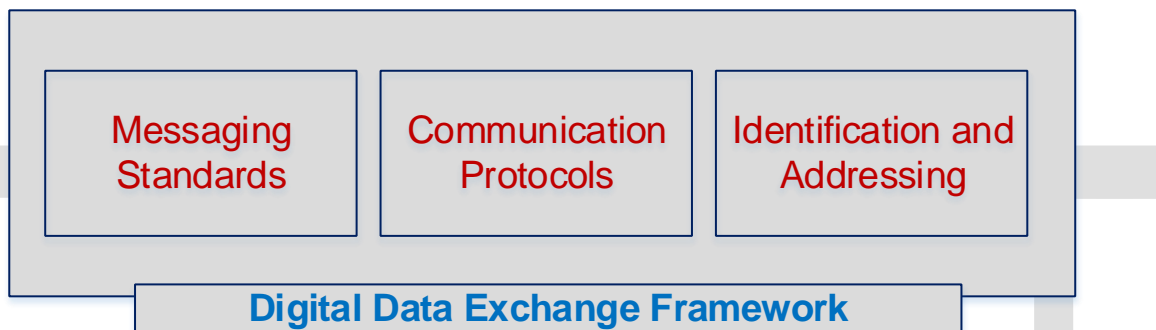 Messaging
Standards
Communication
Protocols
Identification and
Addressing
Digital Data Exchange Framework